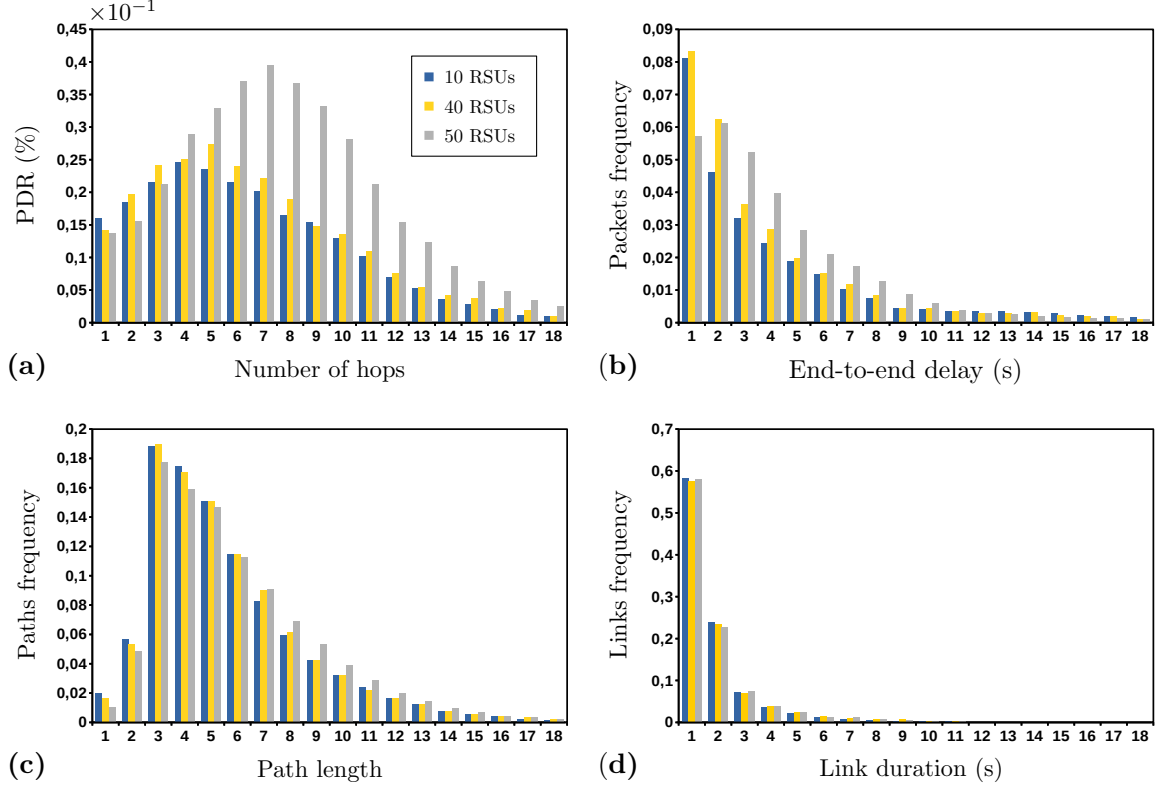 ×10⁻¹
0,45
0,4
0,35
0,3
0,25
0,2
0,15
0,1
0,05
0
PDR (%)
10 RSUs
40 RSUs
50 RSUs
1 2 3 4 5 6 7 8 9 10 11 12 13 14 15 16 17 18
(a) Number of hops
0,09
0,08
0,07
0,06
0,05
0,04
0,03
0,02
0,01
0
Packets frequency
1 2 3 4 5 6 7 8 9 10 11 12 13 14 15 16 17 18
(b) End-to-end delay (s)
0,2
0,18
0,16
0,14
0,12
0,1
0,08
0,06
0,04
0,02
0
Paths frequency
1 2 3 4 5 6 7 8 9 10 11 12 13 14 15 16 17 18
(c) Path length
0,7
0,6
0,5
0,4
0,3
0,2
0,1
0
Links frequency
1 2 3 4 5 6 7 8 9 10 11 12 13 14 15 16 17 18
(d) Link duration (s)